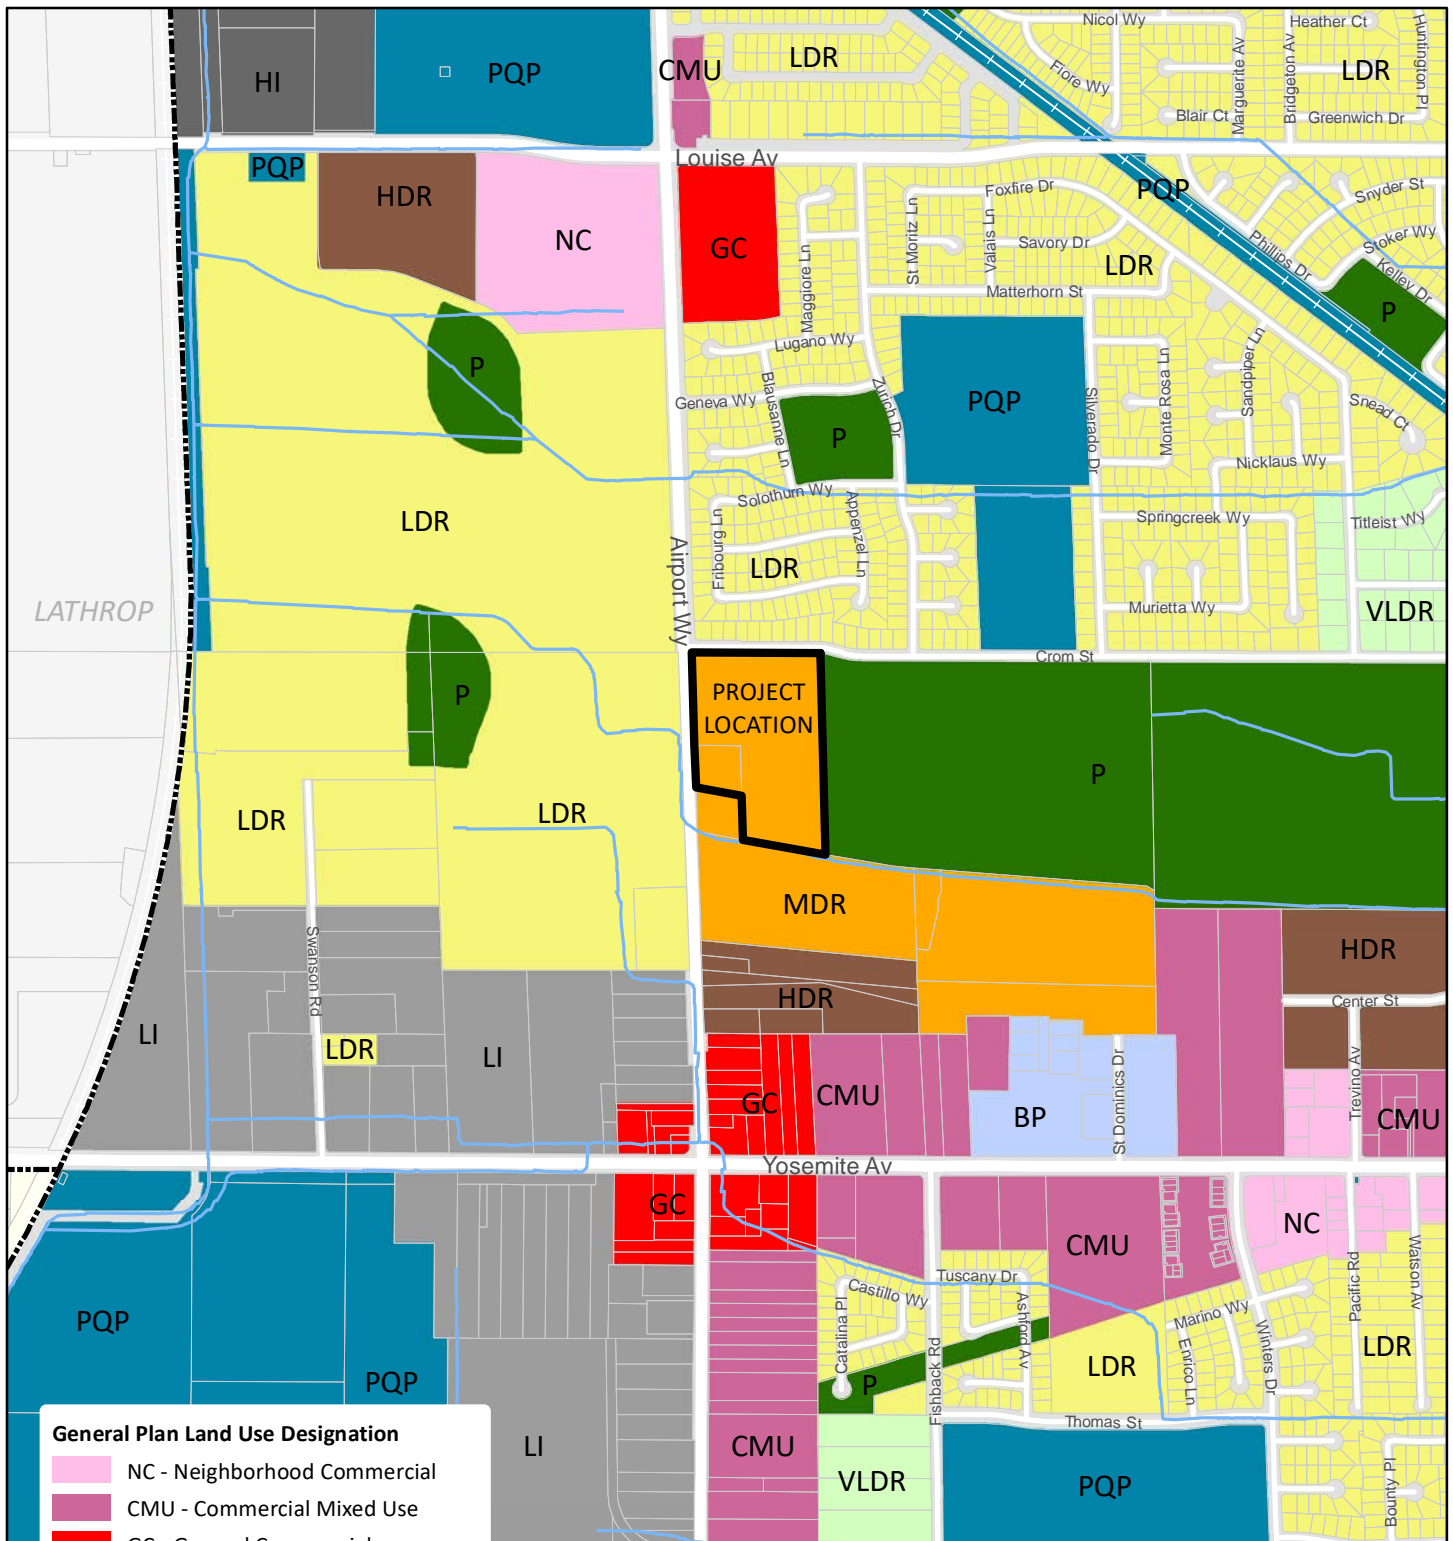 Nicol Wy
Heather Ct
Huntington Pl
HI
PQP
CMU
LDR
Flore Wy
Marguerite Av
Bridgeton Av
LDR
Blair Ct
Greenwich Dr
Louise Av
PQP
HDR
NC
GC
Maggiore Ln
St Moritz Ln
Foxfire Dr
Valais Ln
Savory Dr
PQP
Snyder St
Stoker Wy
Phillips Dr
Kelley Dr
LDR
Matterhorn St
P
Lugano Wy
P
Geneva Wy
Blausanne Ln
Zurich Dr
PQP
Silverado Dr
Monte Rosa Ln
Sandpiper Ln
Snead Ct
P
Nicklaus Wy
Solothurn Wy
LDR
Fribourg Ln
Appenzel Ln
Springcreek Wy
Titleist Wy
Airport Wy
LDR
LATHROP
Murietta Wy
VLDR
Crom St
P
PROJECT
LOCATION
P
LDR
LDR
MDR
HDR
Swanson Rd
HDR
Center St
LI
LDR
LI
GC
CMU
BP
St Dominics Dr
Trevino Av
CMU
Yosemite Av
GC
CMU
NC
Pacific Rd
Watson Av
Tuscany Dr
Castillo Wy
Catalina Pl
Ashford Av
Marino Wy
PQP
Fishback Rd
Enrico Ln
Winters Dr
LDR
LDR
PQP
P
Thomas St
LI
CMU
VLDR
PQP
Bounty Pl
General Plan Land Use Designation
NC - Neighborhood Commercial
CMU - Commercial Mixed Use